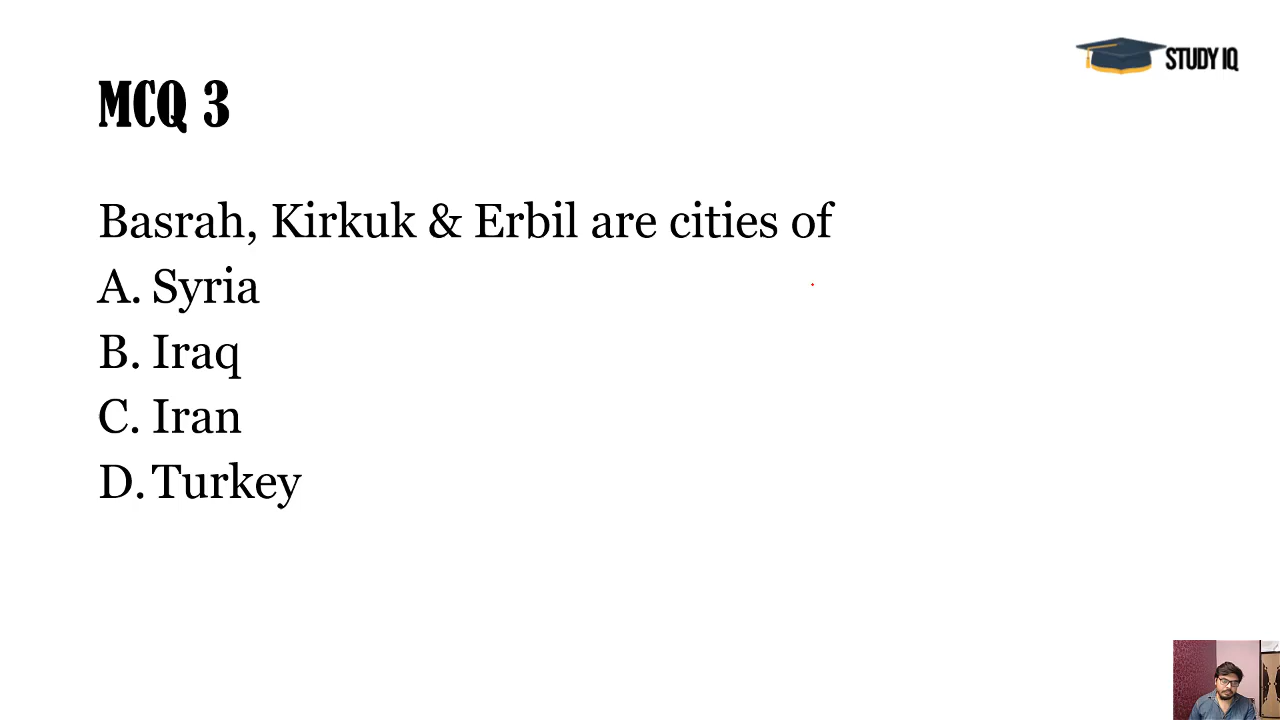 STUDY IQ
MCQ 3
Basrah, Kirkuk & Erbil are cities of
A. Syria
B. Iraq
C. Iran
D. Turkey